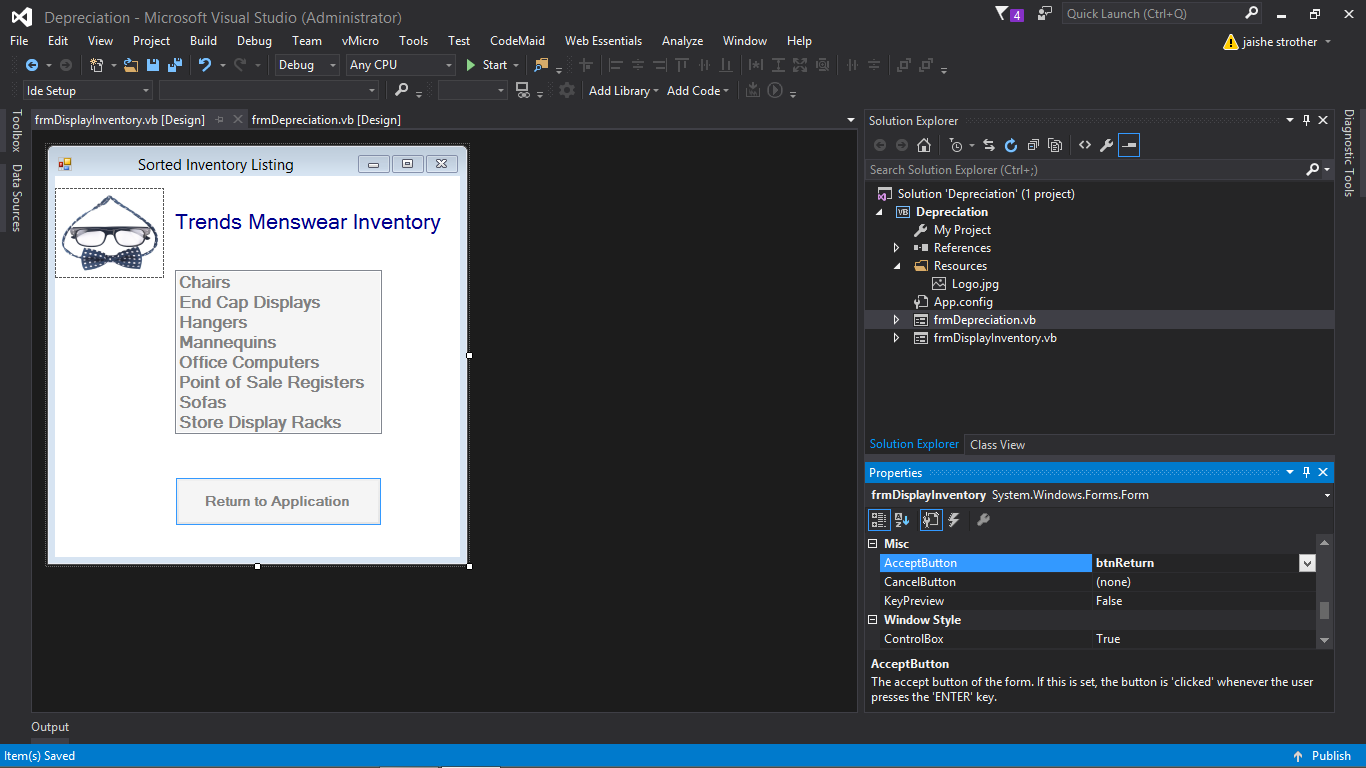 Depreciation - Microsoft Visual Studio (Administrator)
4
Quick Launch (Ctrl+Q)
File Edit View Project Build Debug Team vMicro Tools Test CodeMaid Web Essentials Analyze Window Help
jaishe strother
Debug Any CPU Start
Ide Setup Add Library Add Code
Toolbox
Data Sources
frmDisplayInventory.vb [Design] frmDepreciation.vb [Design]
Sorted Inventory Listing
Trends Menswear Inventory
Chairs
End Cap Displays
Hangers
Mannequins
Office Computers
Point of Sale Registers
Sofas
Store Display Racks
Return to Application
Solution Explorer
Search Solution Explorer (Ctrl+;)
Solution 'Depreciation' (1 project)
VB Depreciation
My Project
References
Resources
Logo.jpg
App.config
frmDepreciation.vb
frmDisplayInventory.vb
Solution Explorer Class View
Properties
frmDisplayInventory System.Windows.Forms.Form
Misc
AcceptButton btnReturn
CancelButton (none)
KeyPreview False
Window Style
ControlBox True
AcceptButton
The accept button of the form. If this is set, the button is 'clicked' whenever the user
presses the 'ENTER' key.
Diagnostic Tools
Output
Item(s) Saved
Publish